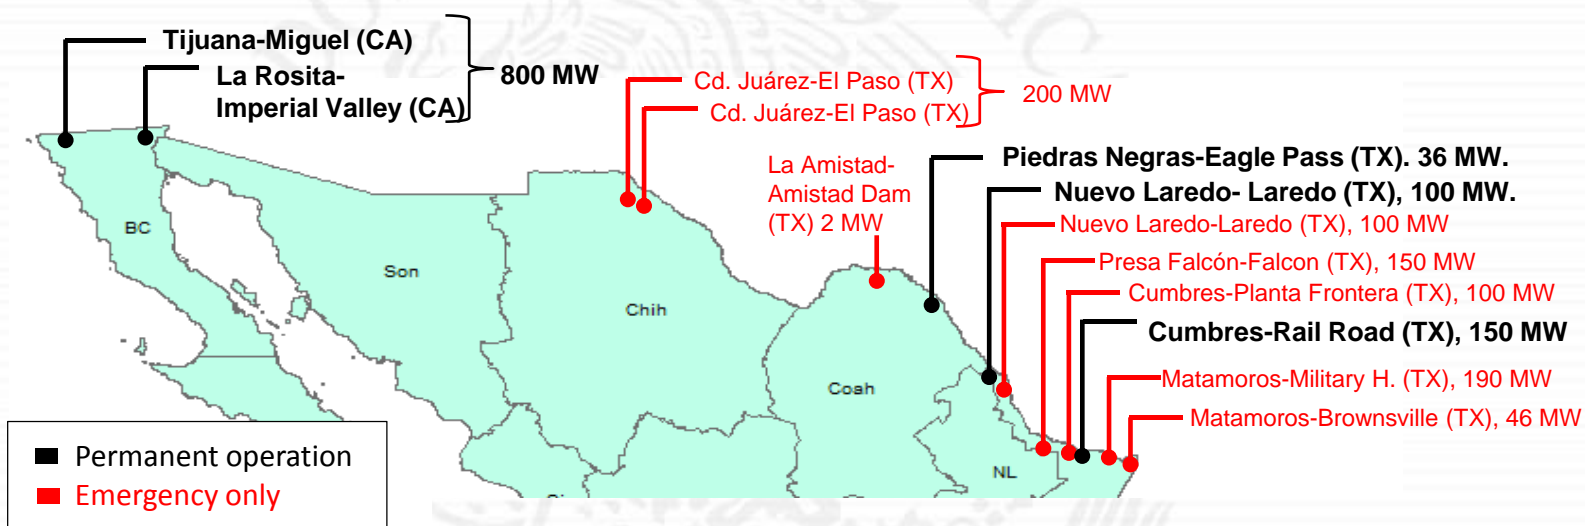 Tijuana-Miguel (CA)
La Rosita-
Imperial Valley (CA)
800 MW
Cd. Juárez-El Paso (TX)
Cd. Juárez-El Paso (TX)
200 MW
La Amistad-
Amistad Dam
(TX) 2 MW
Piedras Negras-Eagle Pass (TX). 36 MW.
Nuevo Laredo- Laredo (TX), 100 MW.
Nuevo Laredo-Laredo (TX), 100 MW
Presa Falcón-Falcon (TX), 150 MW
Cumbres-Planta Frontera (TX), 100 MW
Cumbres-Rail Road (TX), 150 MW
Matamoros-Military H. (TX), 190 MW
Matamoros-Brownsville (TX), 46 MW
BC
Son
Chih
Coah
NL
Permanent operation
Emergency only